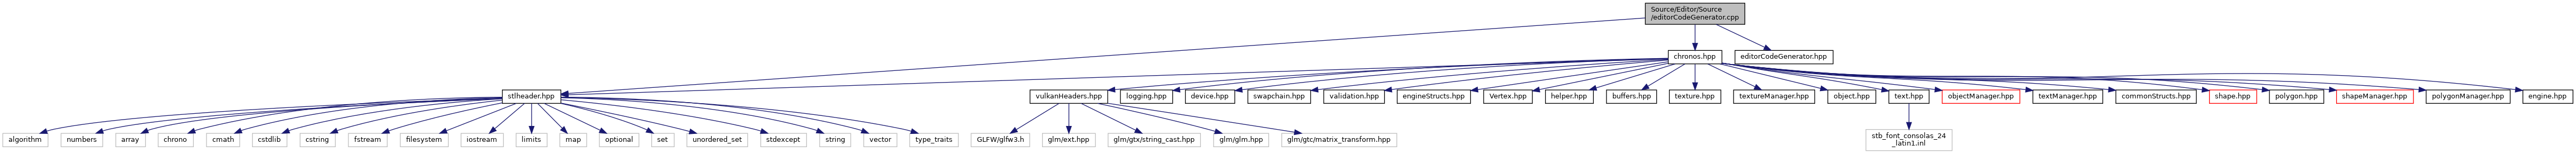 Source/Editor/Source
/editorCodeGenerator.cpp
chronos.hpp
editorCodeGenerator.hpp
stlheader.hpp
vulkanHeaders.hpp
logging.hpp
device.hpp
swapchain.hpp
validation.hpp
engineStructs.hpp
Vertex.hpp
helper.hpp
buffers.hpp
texture.hpp
textureManager.hpp
object.hpp
text.hpp
objectManager.hpp
textManager.hpp
commonStructs.hpp
shape.hpp
polygon.hpp
shapeManager.hpp
polygonManager.hpp
engine.hpp
algorithm
numbers
array
chrono
cmath
cstdlib
cstring
fstream
filesystem
iostream
limits
map
optional
set
unordered_set
stdexcept
string
vector
type_traits
GLFW/glfw3.h
glm/ext.hpp
glm/gtx/string_cast.hpp
glm/glm.hpp
glm/gtc/matrix_transform.hpp
stb_font_consolas_24
_latin1.inl